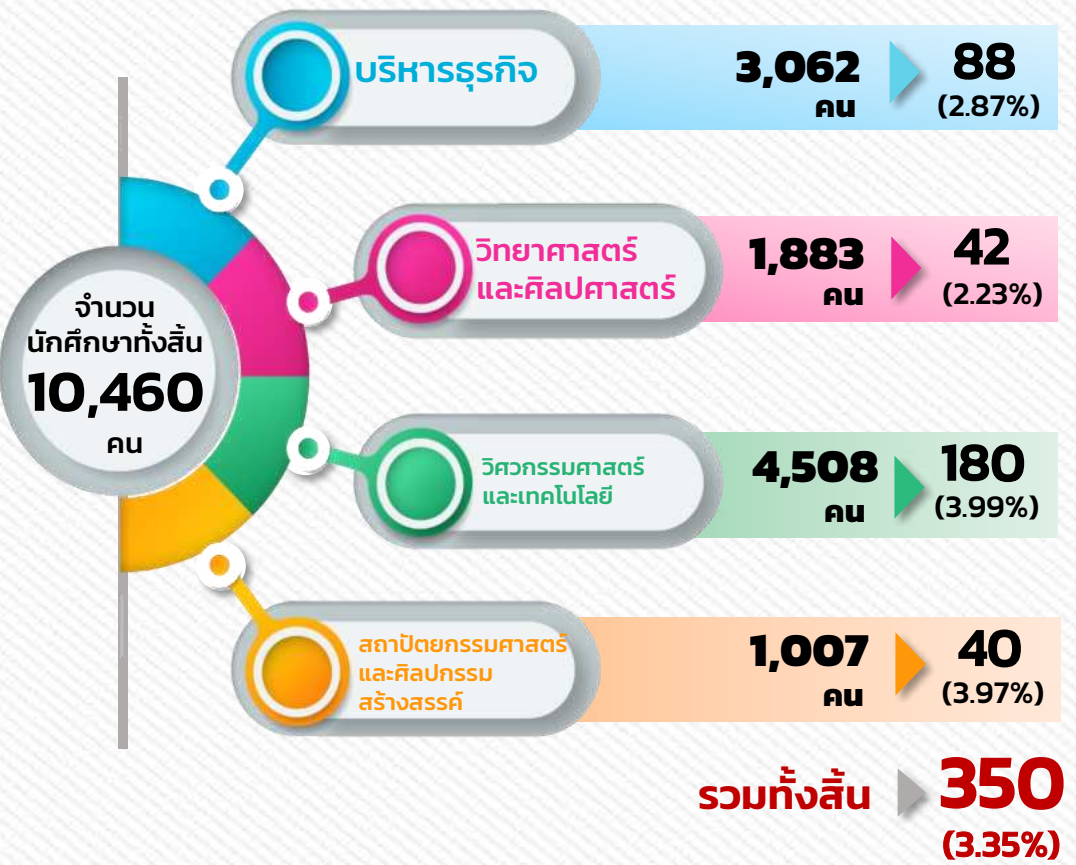 บริหารธุรกิจ
3,062
คน
88
(2.87%)
วิทยาศาสตร์
และศิลปศาสตร์
1,883
คน
42
(2.23%)
จำนวน
นักศึกษาทั้งสิ้น
10,460
คน
วิศวกรรมศาสตร์
และเทคโนโลยี
4,508
คน
180
(3.99%)
สถาปัตยกรรมศาสตร์
และศิลปกรรม
สร้างสรรค์
1,007
คน
40
(3.97%)
รวมทั้งสิ้น
350
(3.35%)